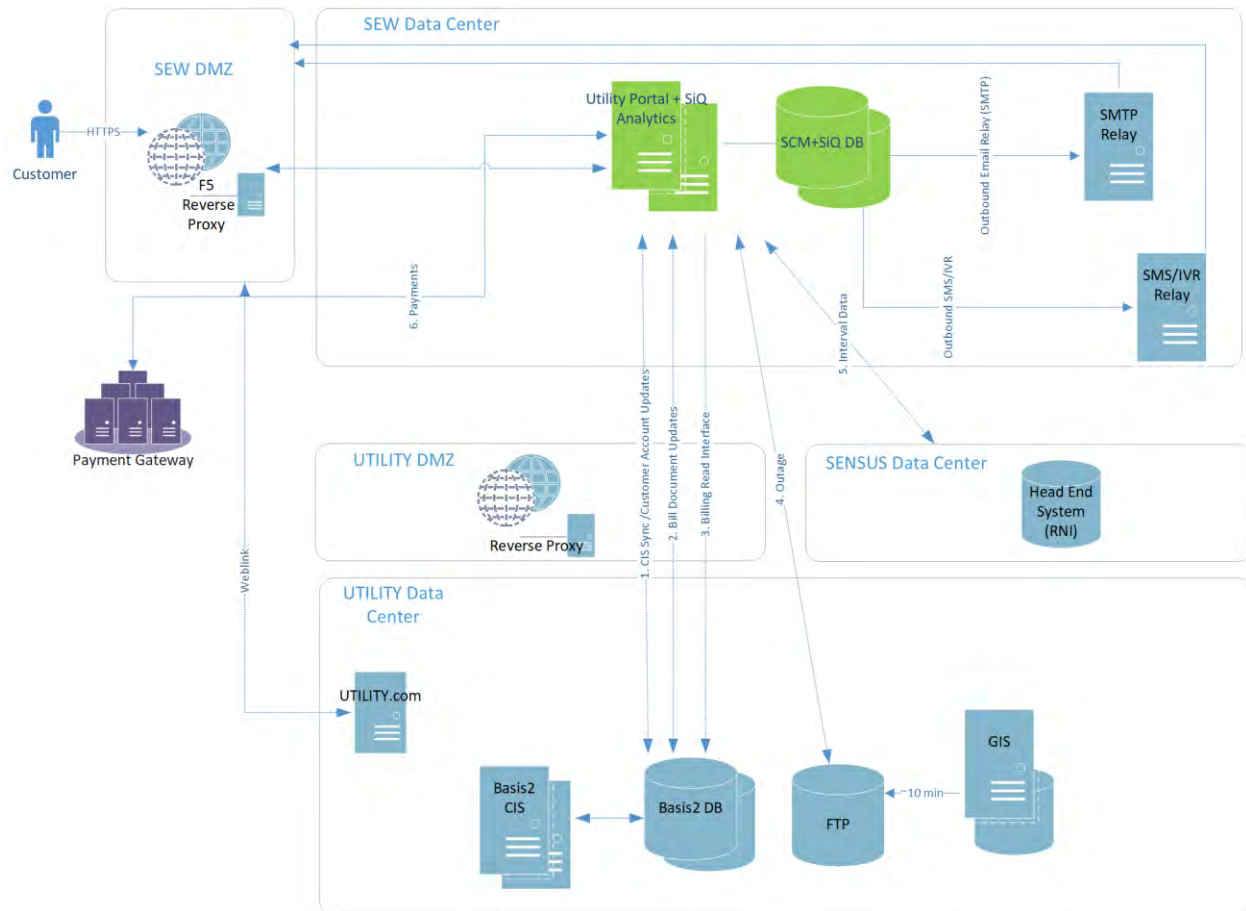 SEW Data Center
SEW DMZ
HTTPS
Customer
F5
Reverse
Proxy
Utility Portal + SiQ
Analytics
SCM+SiQ DB
Outbound Email Relay (SMTP)
SMTP
Relay
Outbound SMS/IVR
SMS/IVR
Relay
6. Payments
Payment Gateway
5. Interval Data
1. CIS Sync /Customer Account Updates
2. Bill Document Updates
3. Billing Read Interface
4. Outage
UTILITY DMZ
Reverse Proxy
SENSUS Data Center
Head End
System
(RNI)
Weblink
UTILITY Data
Center
UTILITY.com
Basis2
CIS
Basis2 DB
FTP
~10 min
GIS